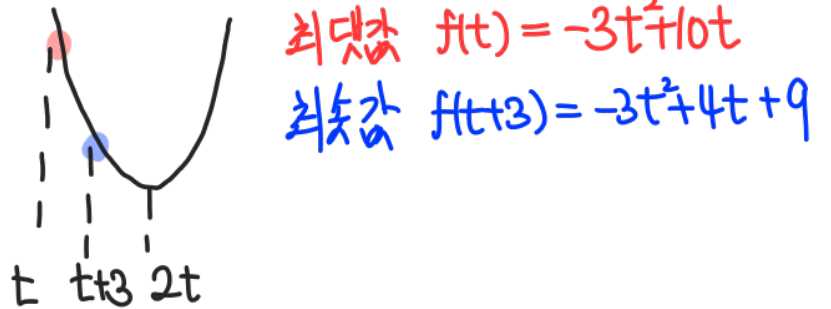 최댓값 f(t) = -3t²+10t
최솟값 f(t+3) = -3t²+4t+9
t t+3 2t